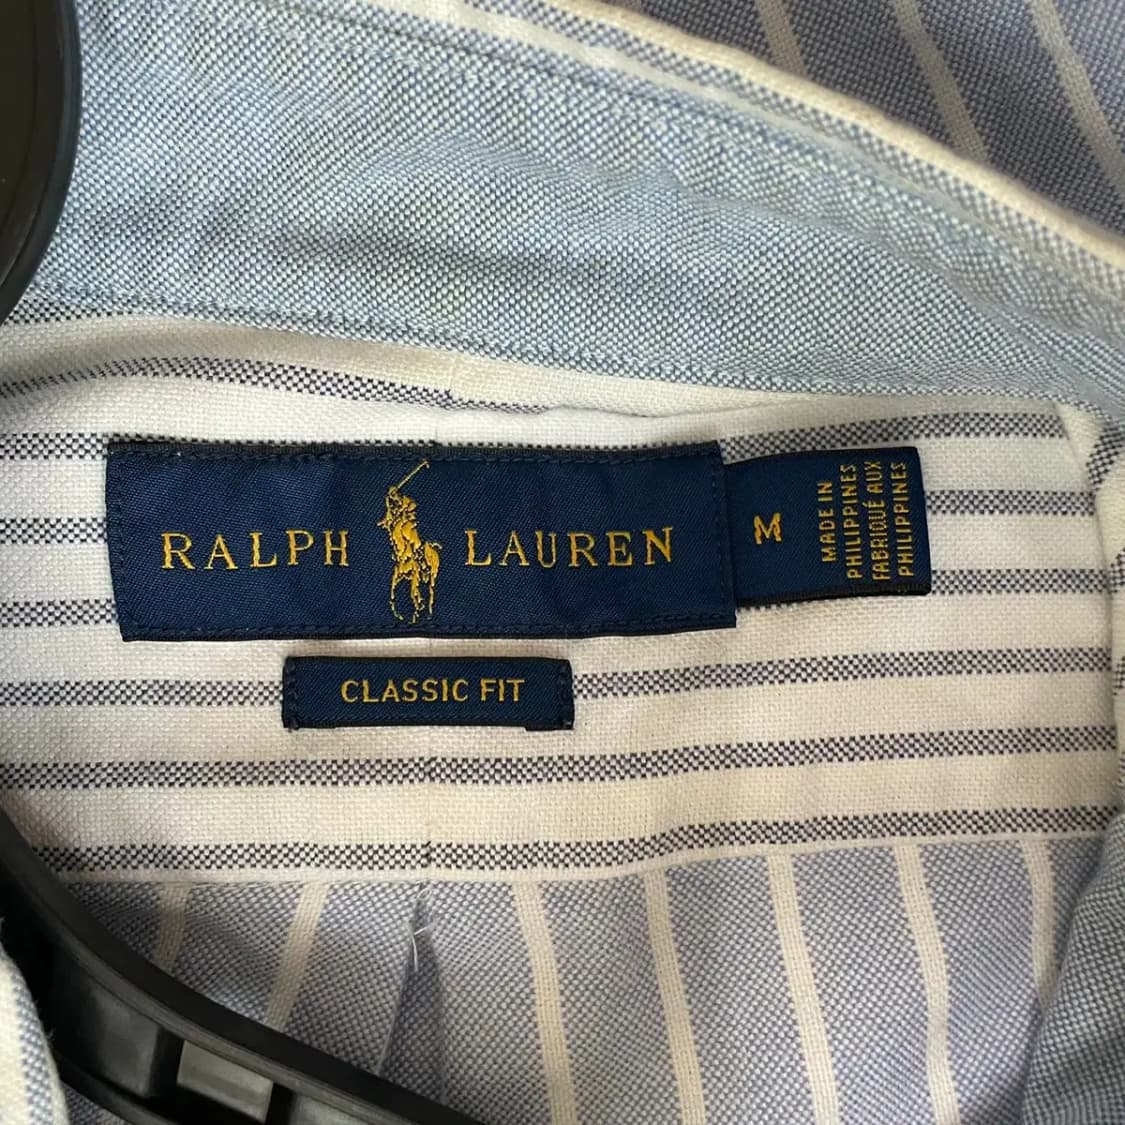 RALPH LAUREN
M
MADE IN
PHILIPPINES
FABRIQUÉ AUX
PHILIPPINES
CLASSIC FIT